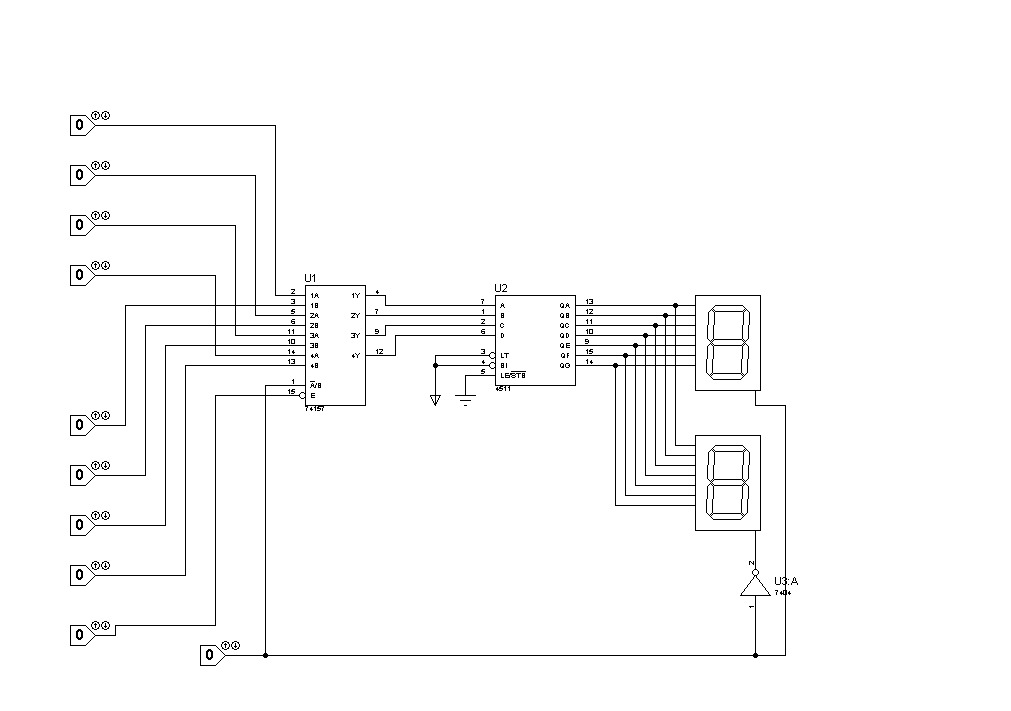 0
0
0
0
U1
2 1A 1Y 4
3 1B
5 2A 2Y 7
6 2B
11 3A 3Y 9
10 3B
14 4A 4Y 12
13 4B
1 A/B
15 E
74157
U2
7 A QA 13
1 B QB 12
2 C QC 11
6 D QD 10
QE 9
3 LT QF 15
4 BI QG 14
5 LE/STB
4511
0
0
0
0
2
U3:A
7404
1
0
0